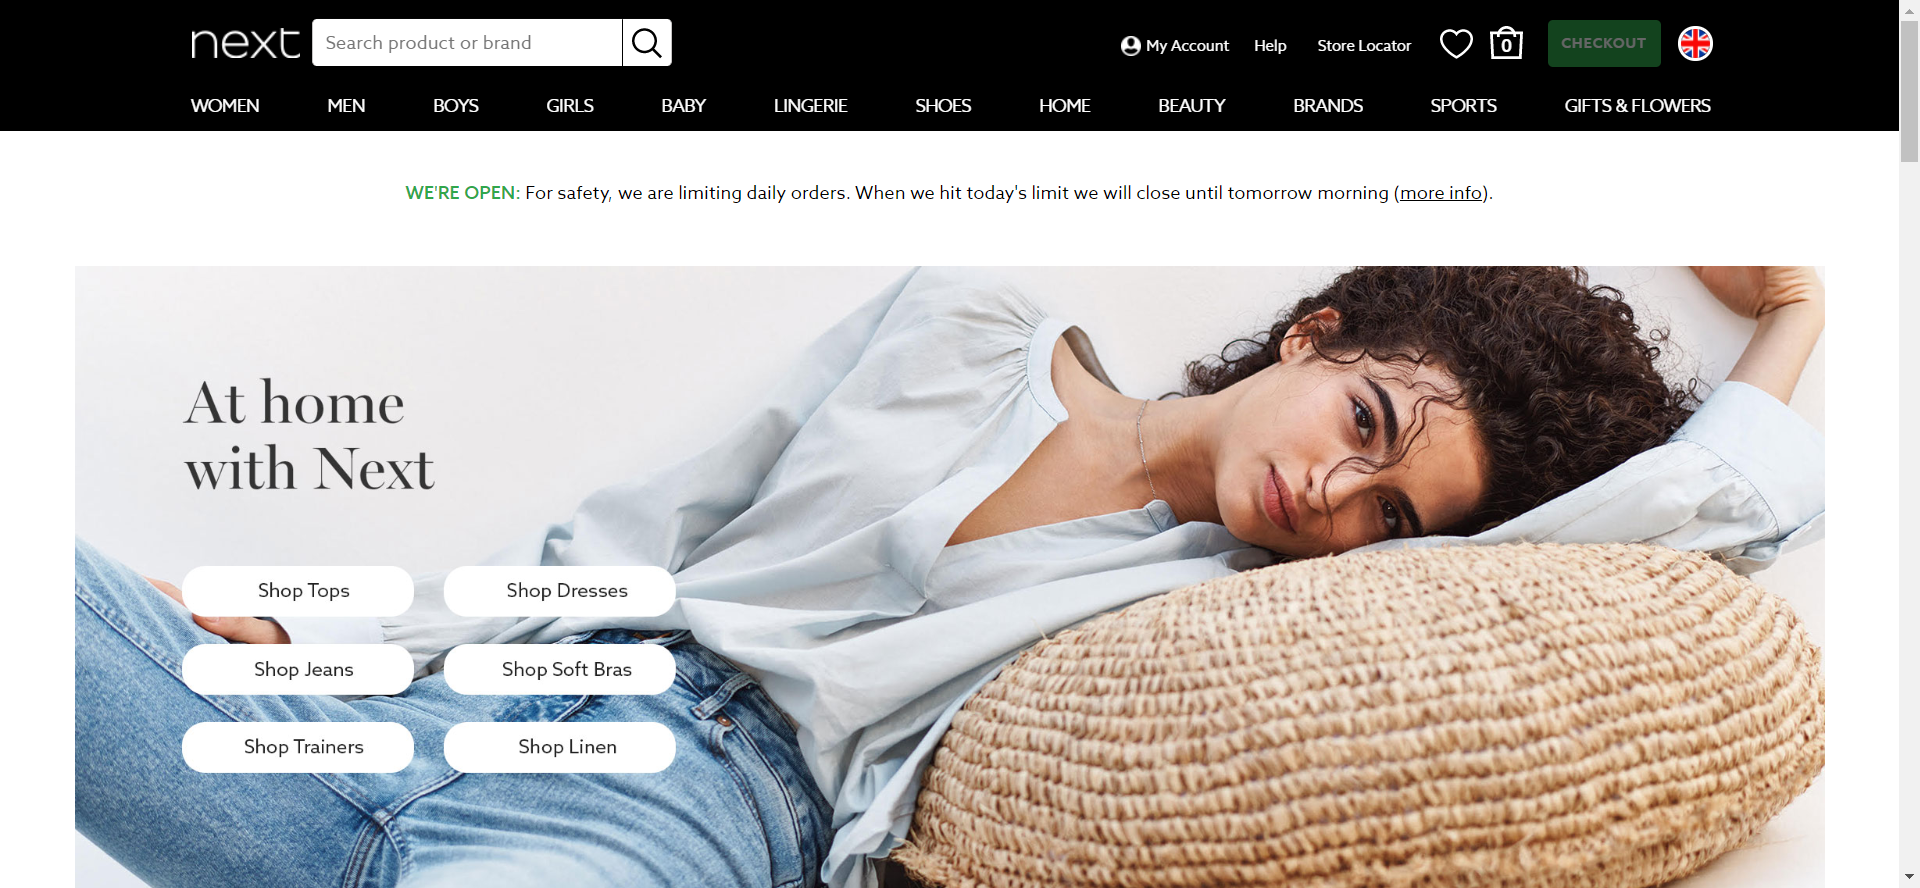 next
Search product or brand
My Account
Help
Store Locator
0
CHECKOUT
WOMEN
MEN
BOYS
GIRLS
BABY
LINGERIE
SHOES
HOME
BEAUTY
BRANDS
SPORTS
GIFTS & FLOWERS
WE'RE OPEN: For safety, we are limiting daily orders. When we hit today's limit we will close until tomorrow morning (more info).
At home
with Next
Shop Tops
Shop Dresses
Shop Jeans
Shop Soft Bras
Shop Trainers
Shop Linen